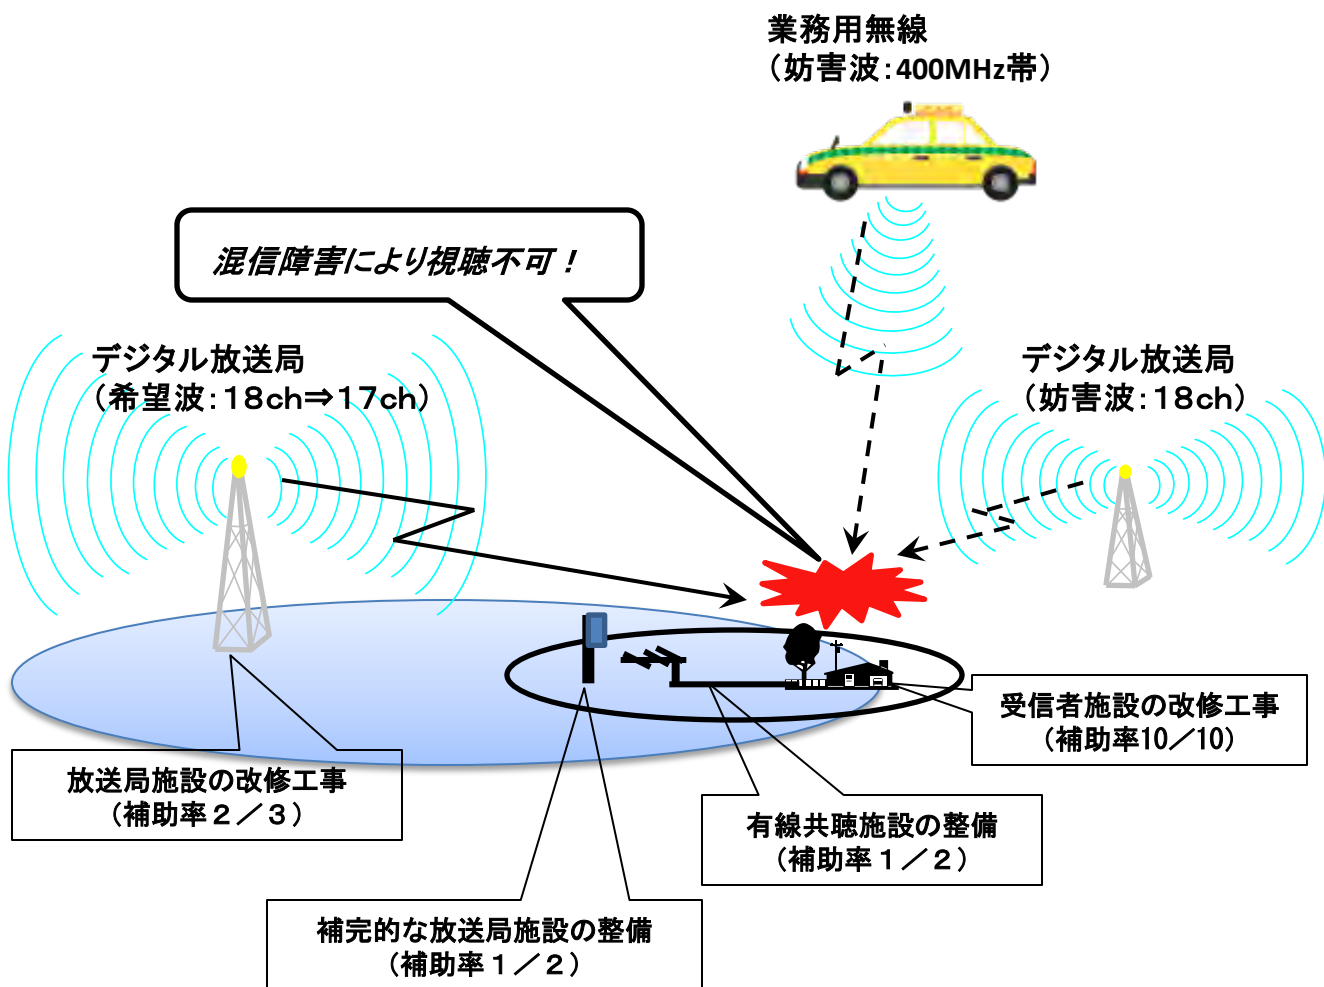 業務用無線
（妨害波：400MHz帯）
混信障害により視聴不可！
デジタル放送局
（希望波：18ch⇒17ch）
デジタル放送局
（妨害波：18ch）
受信者施設の改修工事
（補助率10／10）
放送局施設の改修工事
（補助率２／３）
有線共聴施設の整備
（補助率１／２）
補完的な放送局施設の整備
（補助率１／２）